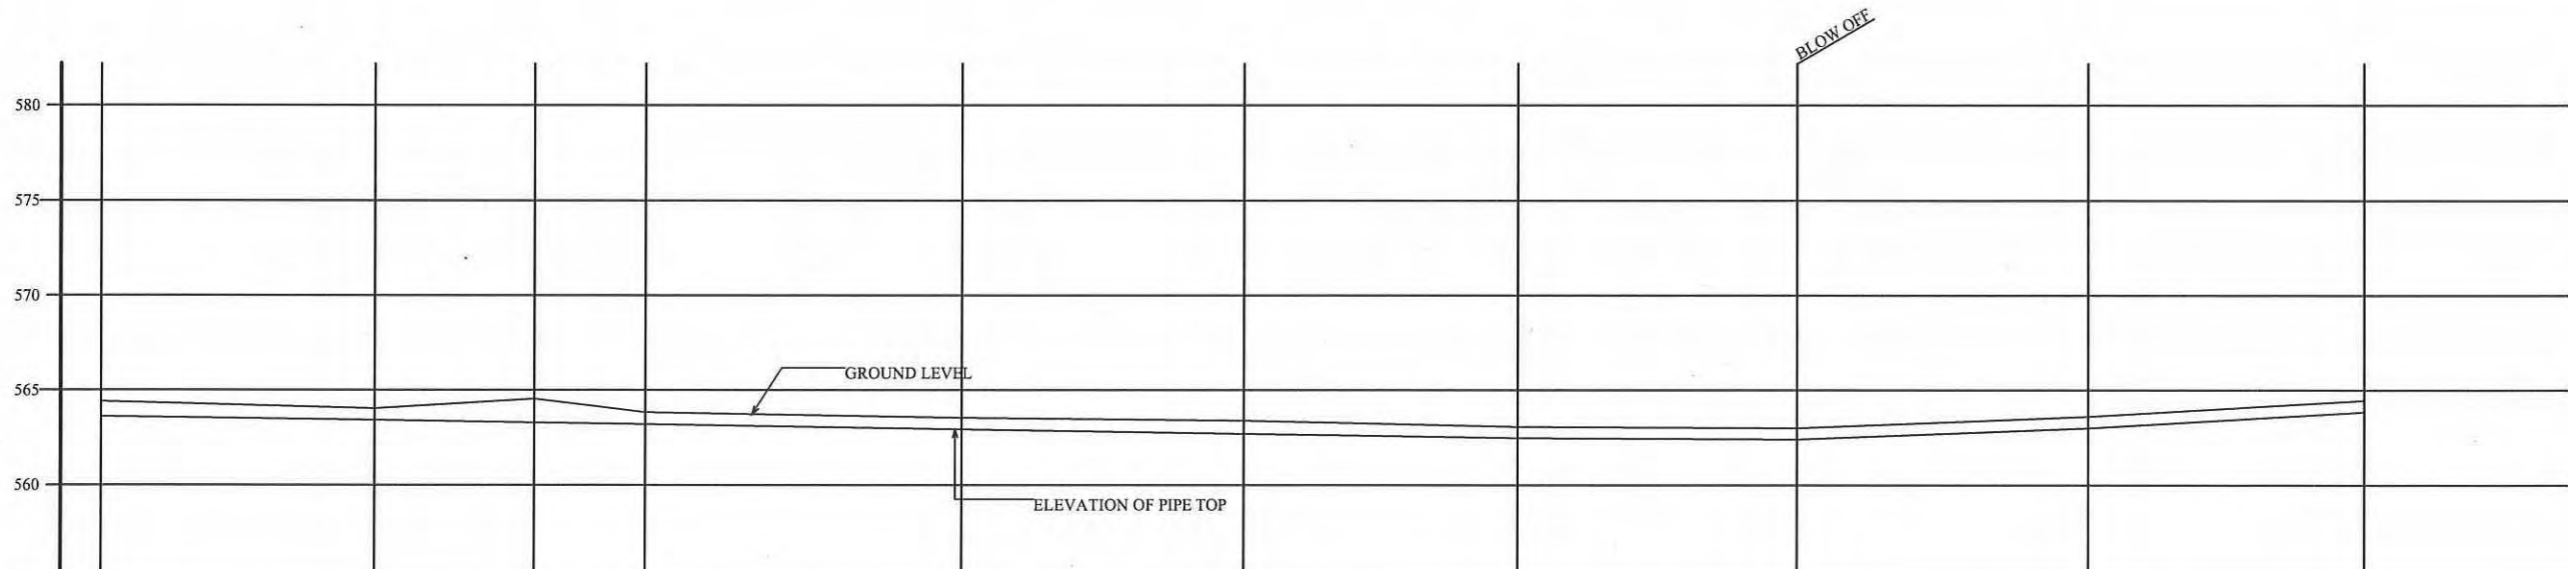 BLOW OFF
580
575
570
565
GROUND LEVEL
560
ELEVATION OF PIPE TOP